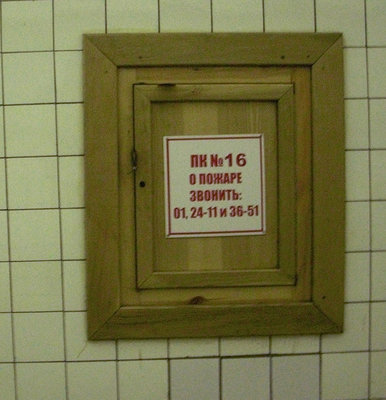 ПК №16
О ПОЖАРЕ
ЗВОНИТЬ:
01, 24-11 и 36-51